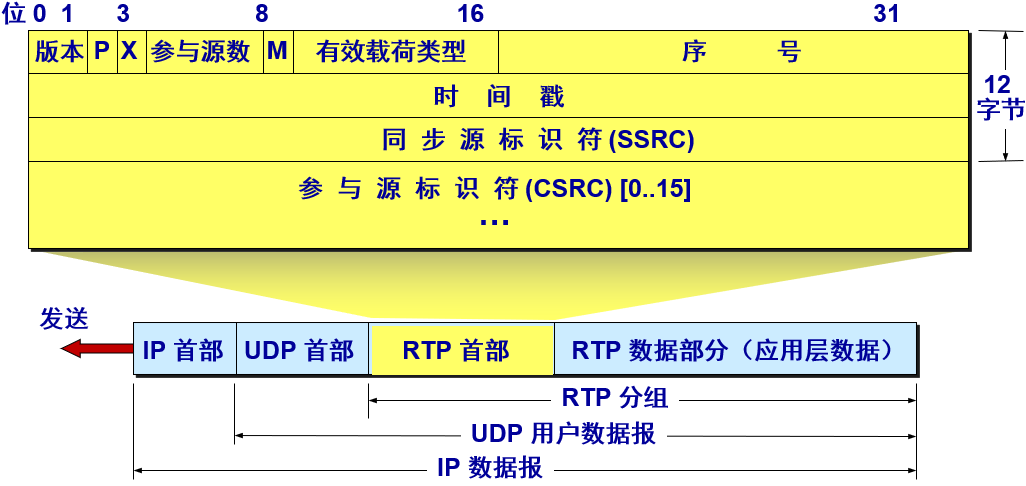 位 0 1 3 8 16 31
版本 P X 参与源数 M 有效载荷类型 序 号
时 间 戳
同 步 源 标 识 符 (SSRC)
参 与 源 标 识 符 (CSRC) [0..15]
…
12
字节
发送
IP 首部 UDP 首部 RTP 首部 RTP 数据部分（应用层数据）
RTP 分组
UDP 用户数据报
IP 数据报